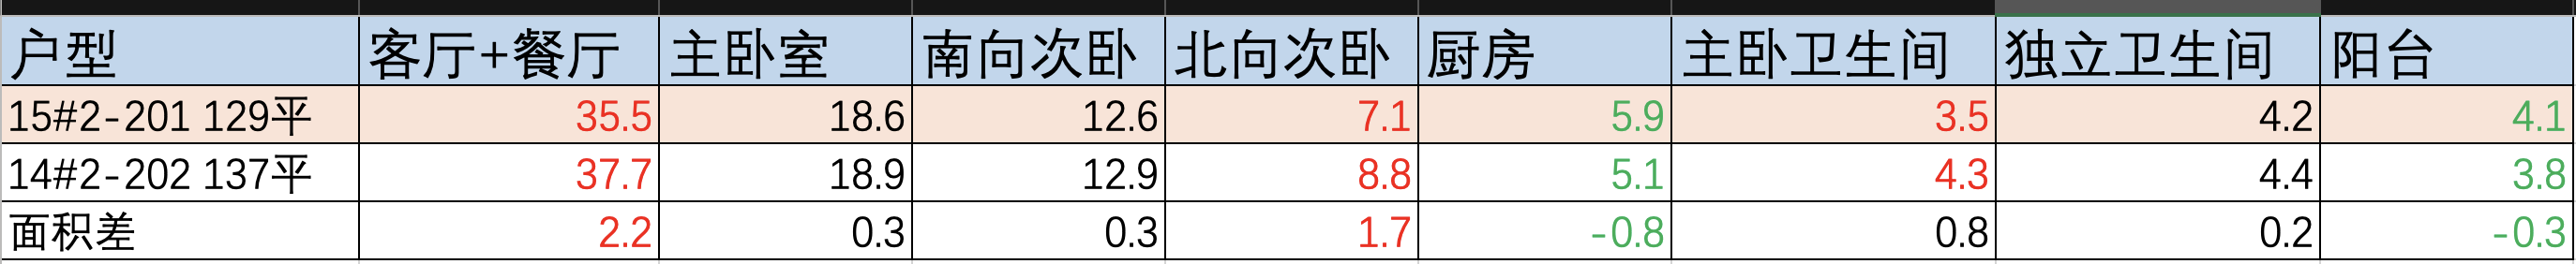 户型 客厅+餐厅 主卧室 南向次卧 北向次卧 厨房 主卧卫生间 独立卫生间 阳台
15#2-201 129平 35.5 18.6 12.6 7.1 5.9 3.5 4.2 4.1
14#2-202 137平 37.7 18.9 12.9 8.8 5.1 4.3 4.4 3.8
面积差 2.2 0.3 0.3 1.7 -0.8 0.8 0.2 -0.3